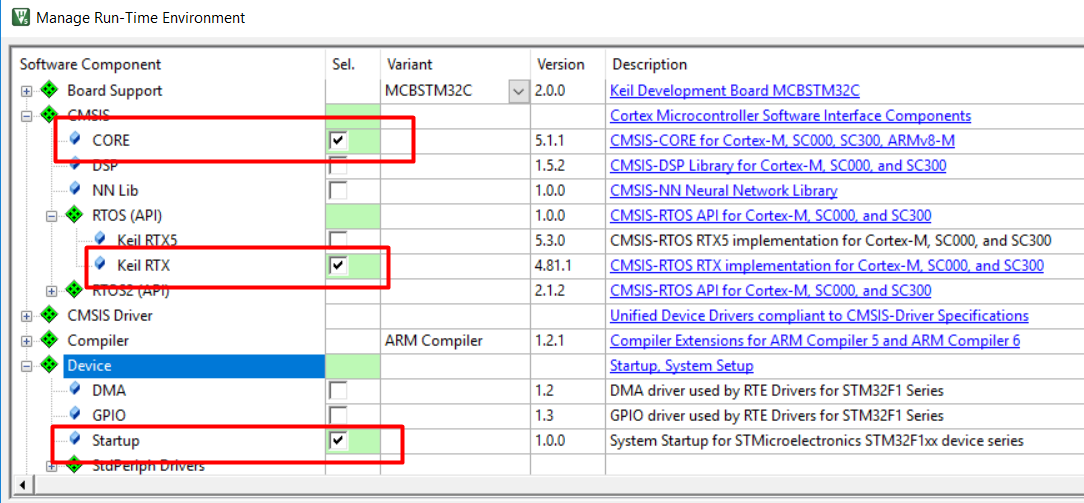 Manage Run-Time Environment
Software Component Sel. Variant Version Description
Board Support MCBSTM32C 2.0.0 Keil Development Board MCBSTM32C
CMSIS Cortex Microcontroller Software Interface Components
CORE 5.1.1 CMSIS-CORE for Cortex-M, SC000, SC300, ARMv8-M
DSP 1.5.2 CMSIS-DSP Library for Cortex-M, SC000, and SC300
NN Lib 1.0.0 CMSIS-NN Neural Network Library
RTOS (API) 1.0.0 CMSIS-RTOS API for Cortex-M, SC000, and SC300
Keil RTX5 5.3.0 CMSIS-RTOS RTX5 implementation for Cortex-M, SC000, and SC300
Keil RTX 4.81.1 CMSIS-RTOS RTX implementation for Cortex-M, SC000, and SC300
RTOS2 (API) 2.1.2 CMSIS-RTOS API for Cortex-M, SC000, and SC300
CMSIS Driver Unified Device Drivers compliant to CMSIS-Driver Specifications
Compiler ARM Compiler 1.2.1 Compiler Extensions for ARM Compiler 5 and ARM Compiler 6
Device Startup, System Setup
DMA 1.2 DMA driver used by RTE Drivers for STM32F1 Series
GPIO 1.3 GPIO driver used by RTE Drivers for STM32F1 Series
Startup 1.0.0 System Startup for STMicroelectronics STM32F1xx device series
StdPeriph Drivers